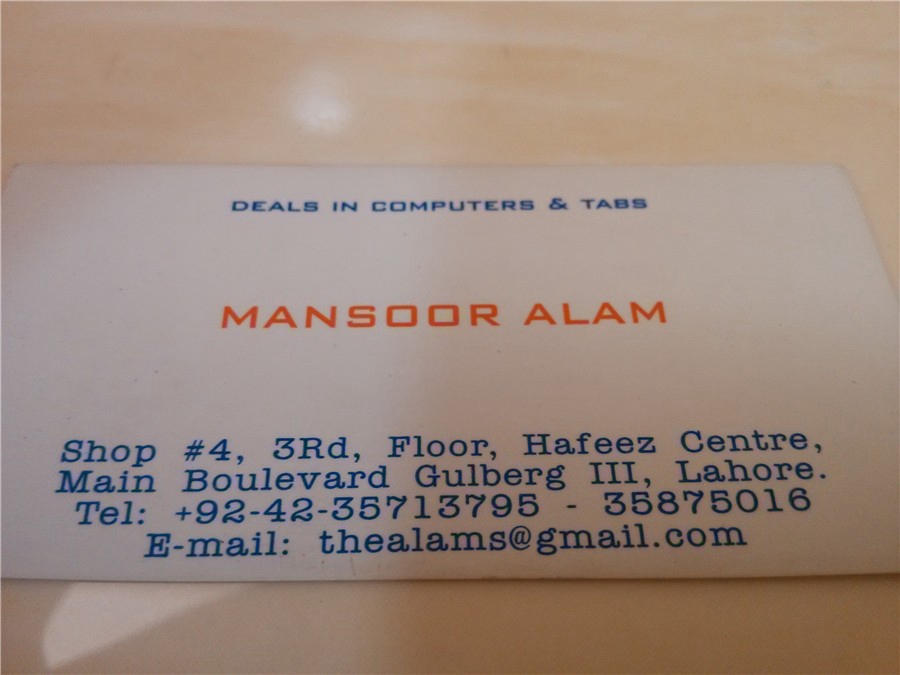 DEALS IN COMPUTERS & TABS
MANSOOR ALAM
Shop #4, 3Rd, Floor, Hafeez Centre,
Main Boulevard Gulberg III, Lahore.
Tel: +92-42-35713795 - 35875016
E-mail: thealams@gmail.com